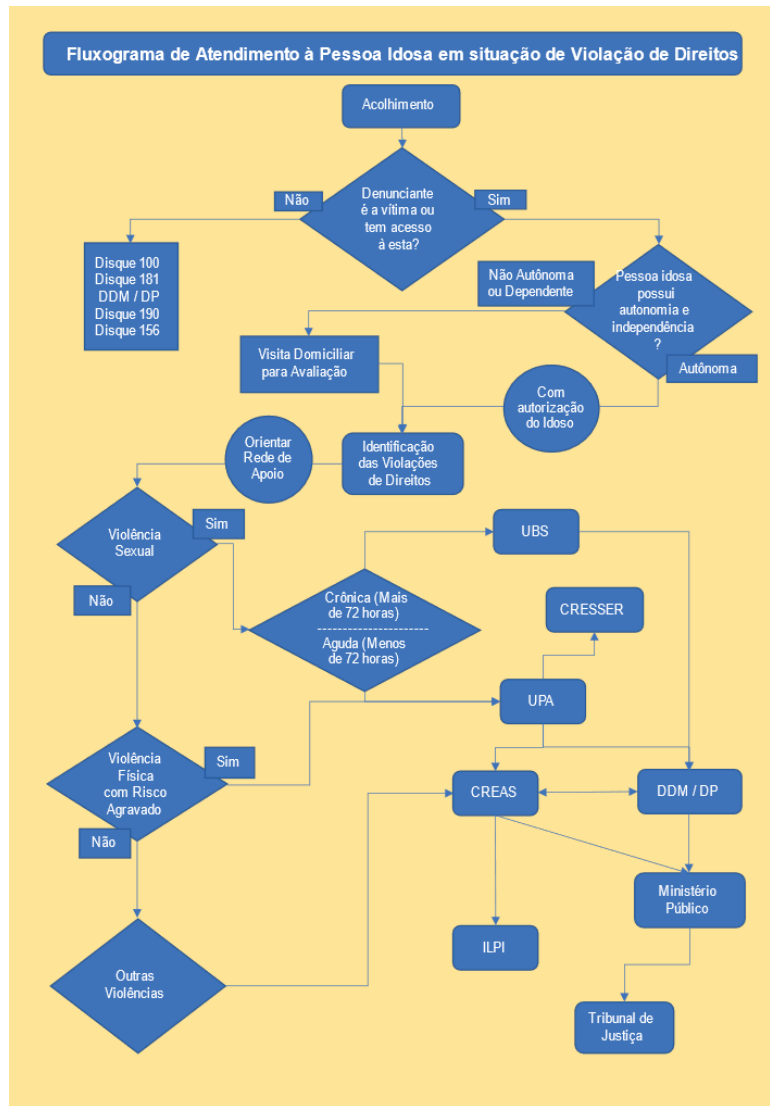 Fluxograma de Atendimento à Pessoa Idosa em situação de Violação de Direitos
Acolhimento
Não
Denunciante
é a vítima ou
tem acesso
à esta?
Sim
Disque 100
Disque 181
DDM / DP
Disque 190
Disque 156
Não Autônoma
ou Dependente
Pessoa idosa
possui
autonomia e
independência
?
Autônoma
Visita Domiciliar
para Avaliação
Com
autorização
do Idoso
Orientar
Rede de
Apoio
Identificação
das Violações
de Direitos
Violência
Sexual
Sim
Não
UBS
Crônica (Mais
de 72 horas)
-----------------------
Aguda (Menos
de 72 horas)
CRESSER
UPA
Violência
Física
com Risco
Agravado
Sim
Não
CREAS
DDM / DP
Ministério
Público
ILPI
Outras
Violências
Tribunal de
Justiça